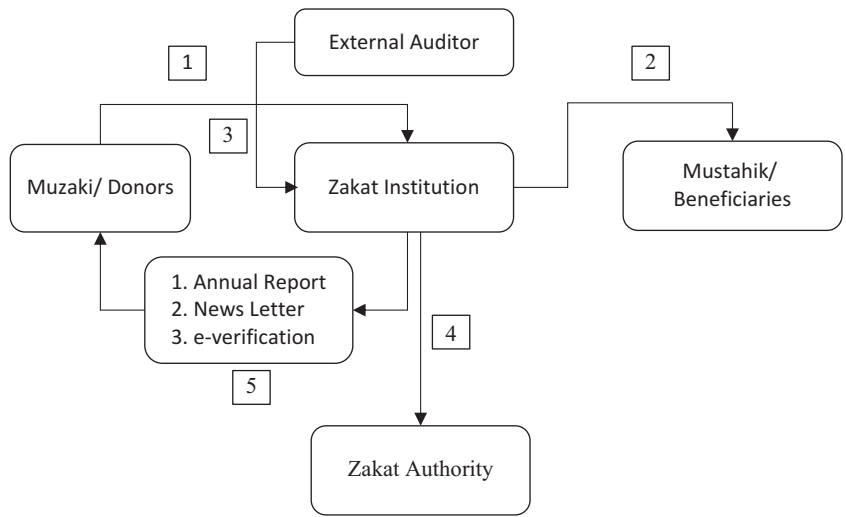 External Auditor
1
2
3
Muzaki/ Donors
Zakat Institution
Mustahik/
Beneficiaries
1. Annual Report
2. News Letter
3. e-verification
4
5
Zakat Authority